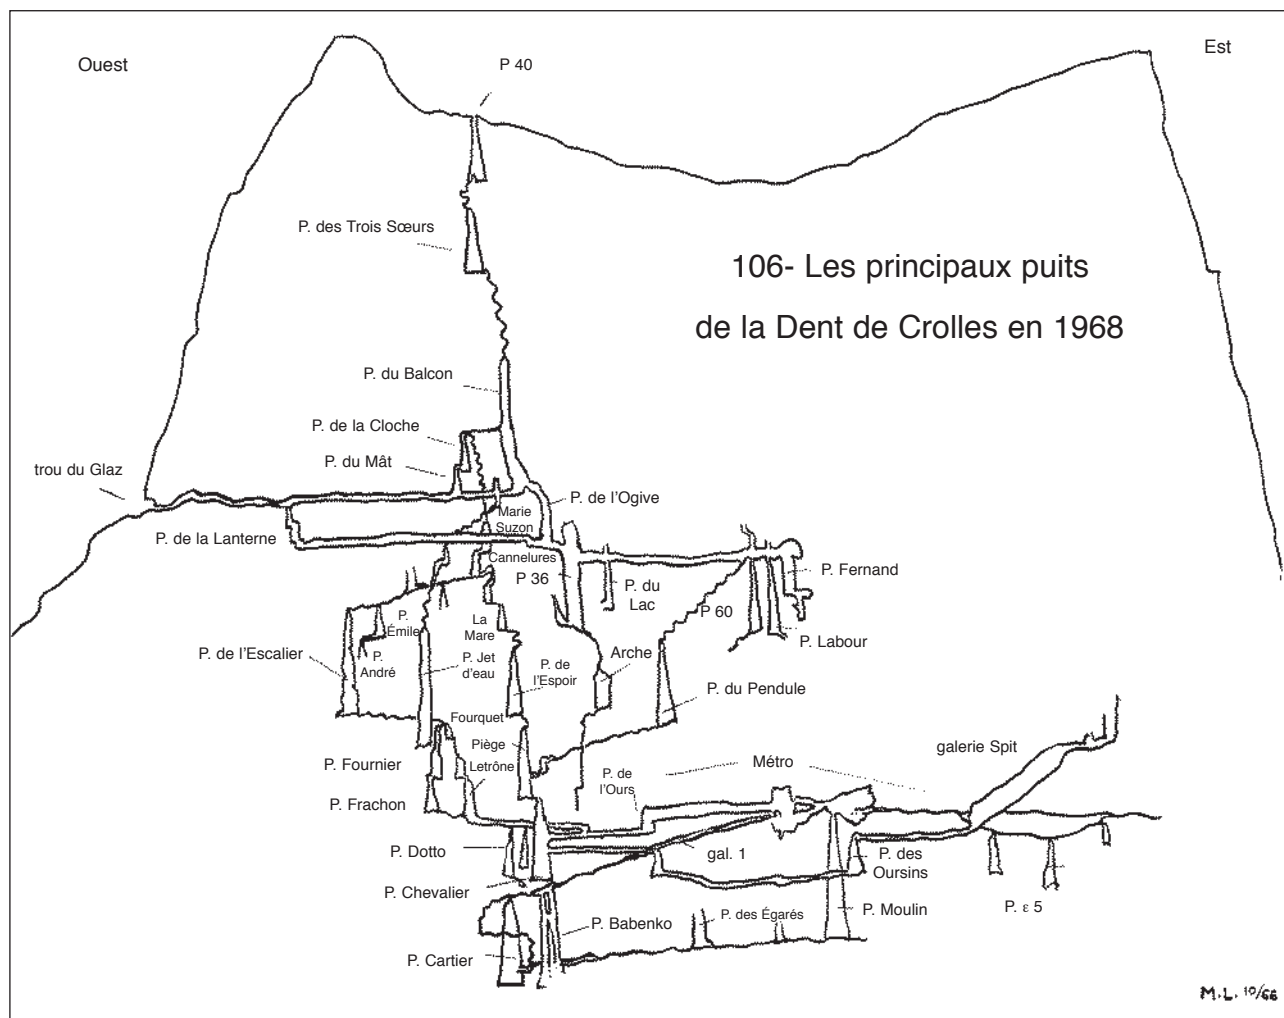 Ouest
Est
P 40
P. des Trois Sœurs
106- Les principaux puits
de la Dent de Crolles en 1968
P. du Balcon
P. de la Cloche
P. du Mât
trou du Glaz
P. de l'Ogive
Marie
Suzon
P. de la Lanterne
Cannelures
P 36
P. du
Lac
P. Fernand
P 60
P.
Émile
La
Mare
P. Labour
P. de l'Escalier
P.
André
P. Jet
d'eau
P. de
l'Espoir
Arche
P. du Pendule
Fourquet
Piège
galerie Spit
P. Fournier
Letrône
P. de
l'Ours
Métro
P. Frachon
P. Dotto
gal. 1
P. des
Oursins
P. Chevalier
P. ε 5
P. Babenko
P. des Égarés
P. Moulin
P. Cartier
M.L. 10/66